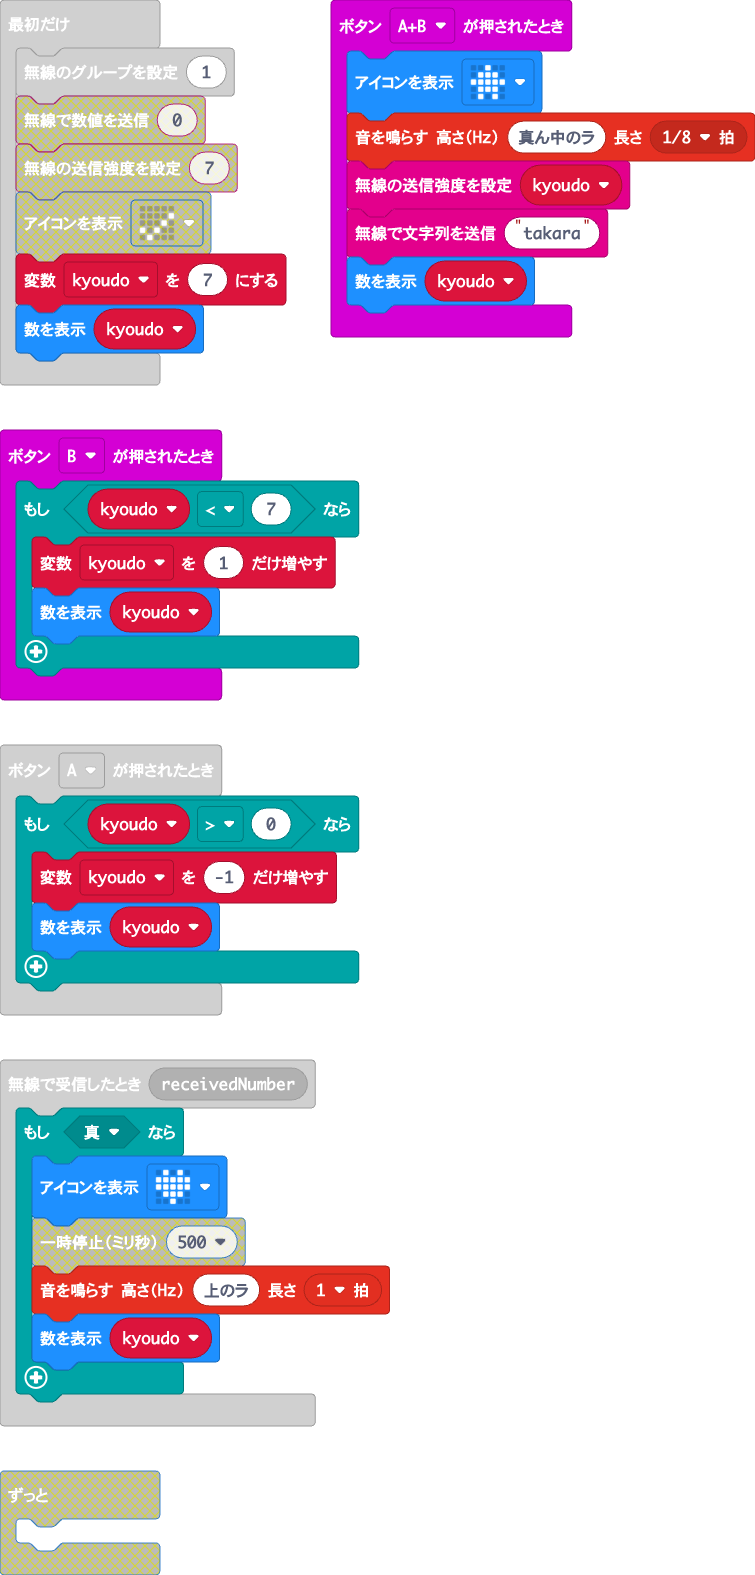 最初だけ
無線のグループを設定 1
無線で数値を送信 0
無線の送信強度を設定 7
アイコンを表示
変数 kyoudo を 7 にする
数を表示 kyoudo
ボタン A+B が押されたとき
アイコンを表示
音を鳴らす 高さ(Hz) 真ん中のラ 長さ 1/8 拍
無線の送信強度を設定 kyoudo
無線で文字列を送信 "takara"
数を表示 kyoudo
ボタン B が押されたとき
もし kyoudo < 7 なら
変数 kyoudo を 1 だけ増やす
数を表示 kyoudo
ボタン A が押されたとき
もし kyoudo > 0 なら
変数 kyoudo を -1 だけ増やす
数を表示 kyoudo
無線で受信したとき receivedNumber
もし 真 なら
アイコンを表示
一時停止(ミリ秒) 500
音を鳴らす 高さ(Hz) 上のラ 長さ 1 拍
数を表示 kyoudo
ずっと